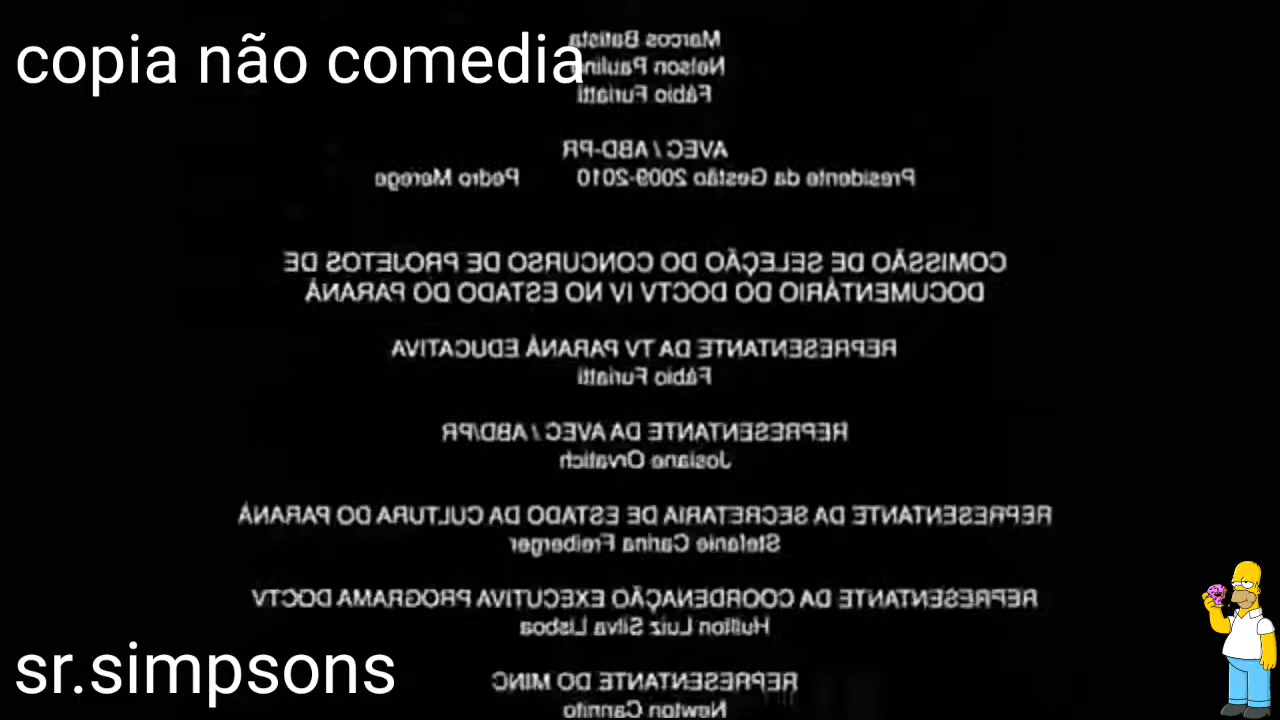 copia não comedia
Marcos Batista
Nelson Paulina
Fábio Furiatti
AVEC / ABD-PR
Presidente da Gestão 2009-2010 Pedro Merege
COMISSÃO DE SELEÇÃO DO CONCURSO DE PROJETOS DE
DOCUMENTÁRIO DO DOCTV IV NO ESTADO DO PARANÁ
REPRESENTANTE DA TV PARANÁ EDUCATIVA
Fábio Furiatti
REPRESENTANTE DA AVEC / ABD/PR
Josiane Orvatich
REPRESENTANTE DA SECRETARIA DE ESTADO DA CULTURA DO PARANÁ
Stefanie Carina Freiberger
REPRESENTANTE DA COORDENAÇÃO EXECUTIVA PROGRAMA DOCTV
Luiz Silva Lisboa
REPRESENTANTE DO MINC
Newton Cannito
sr.simpsons